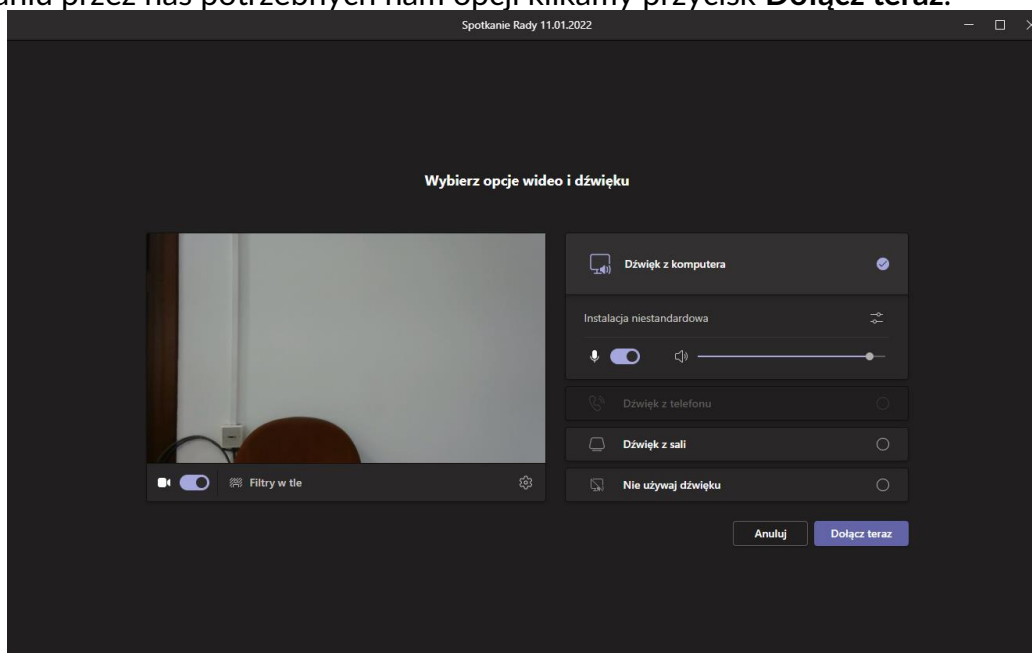 przez nas potrzebnych nam opcji klikamy przycisk Dołącz teraz.
Spotkanie Rady 11.01.2022
Wybierz opcje wideo i dźwięku
Dźwięk z komputera
Instalacja niestandardowa
Dźwięk z telefonu
Dźwięk z sali
Filtry w tle
Nie używaj dźwięku
Anuluj
Dołącz teraz